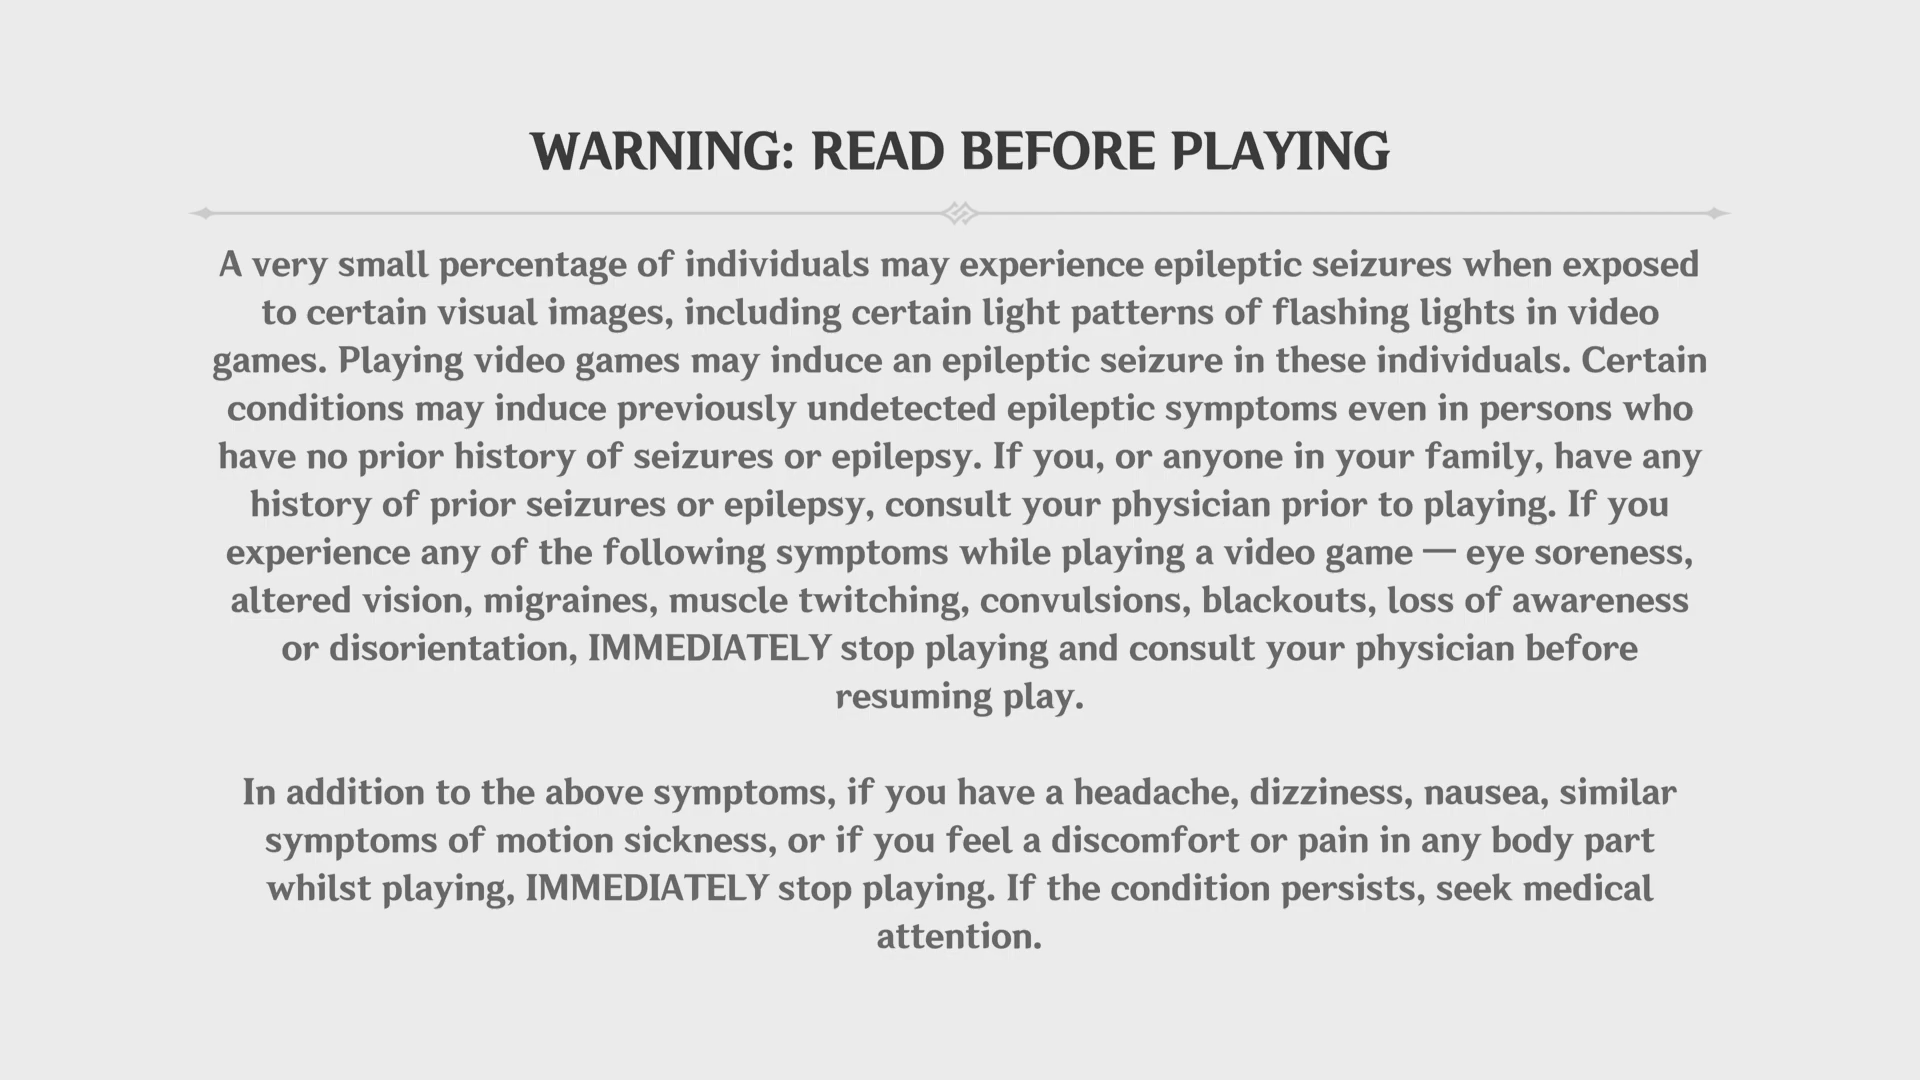 WARNING: READ BEFORE PLAYING
A very small percentage of individuals may experience epileptic seizures when exposed
to certain visual images, including certain light patterns of flashing lights in video
games. Playing video games may induce an epileptic seizure in these individuals. Certain
conditions may induce previously undetected epileptic symptoms even in persons who
have no prior history of seizures or epilepsy. If you, or anyone in your family, have any
history of prior seizures or epilepsy, consult your physician prior to playing. If you
experience any of the following symptoms while playing a video game — eye soreness,
altered vision, migraines, muscle twitching, convulsions, blackouts, loss of awareness
or disorientation, IMMEDIATELY stop playing and consult your physician before
resuming play.
In addition to the above symptoms, if you have a headache, dizziness, nausea, similar
symptoms of motion sickness, or if you feel a discomfort or pain in any body part
whilst playing, IMMEDIATELY stop playing. If the condition persists, seek medical
attention.